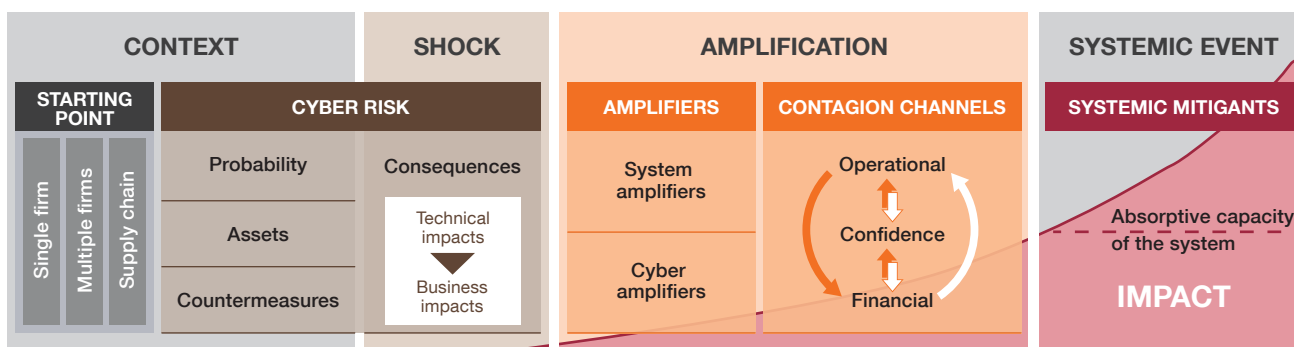 CONTEXT
SHOCK
AMPLIFICATION
SYSTEMIC EVENT
STARTING
POINT
CYBER RISK
AMPLIFIERS
CONTAGION CHANNELS
SYSTEMIC MITIGANTS
Single firm
Multiple firms
Supply chain
Probability
Assets
Countermeasures
Consequences
Technical
impacts
Business
impacts
System
amplifiers
Cyber
amplifiers
Operational
Confidence
Financial
Absorptive capacity
of the system
IMPACT